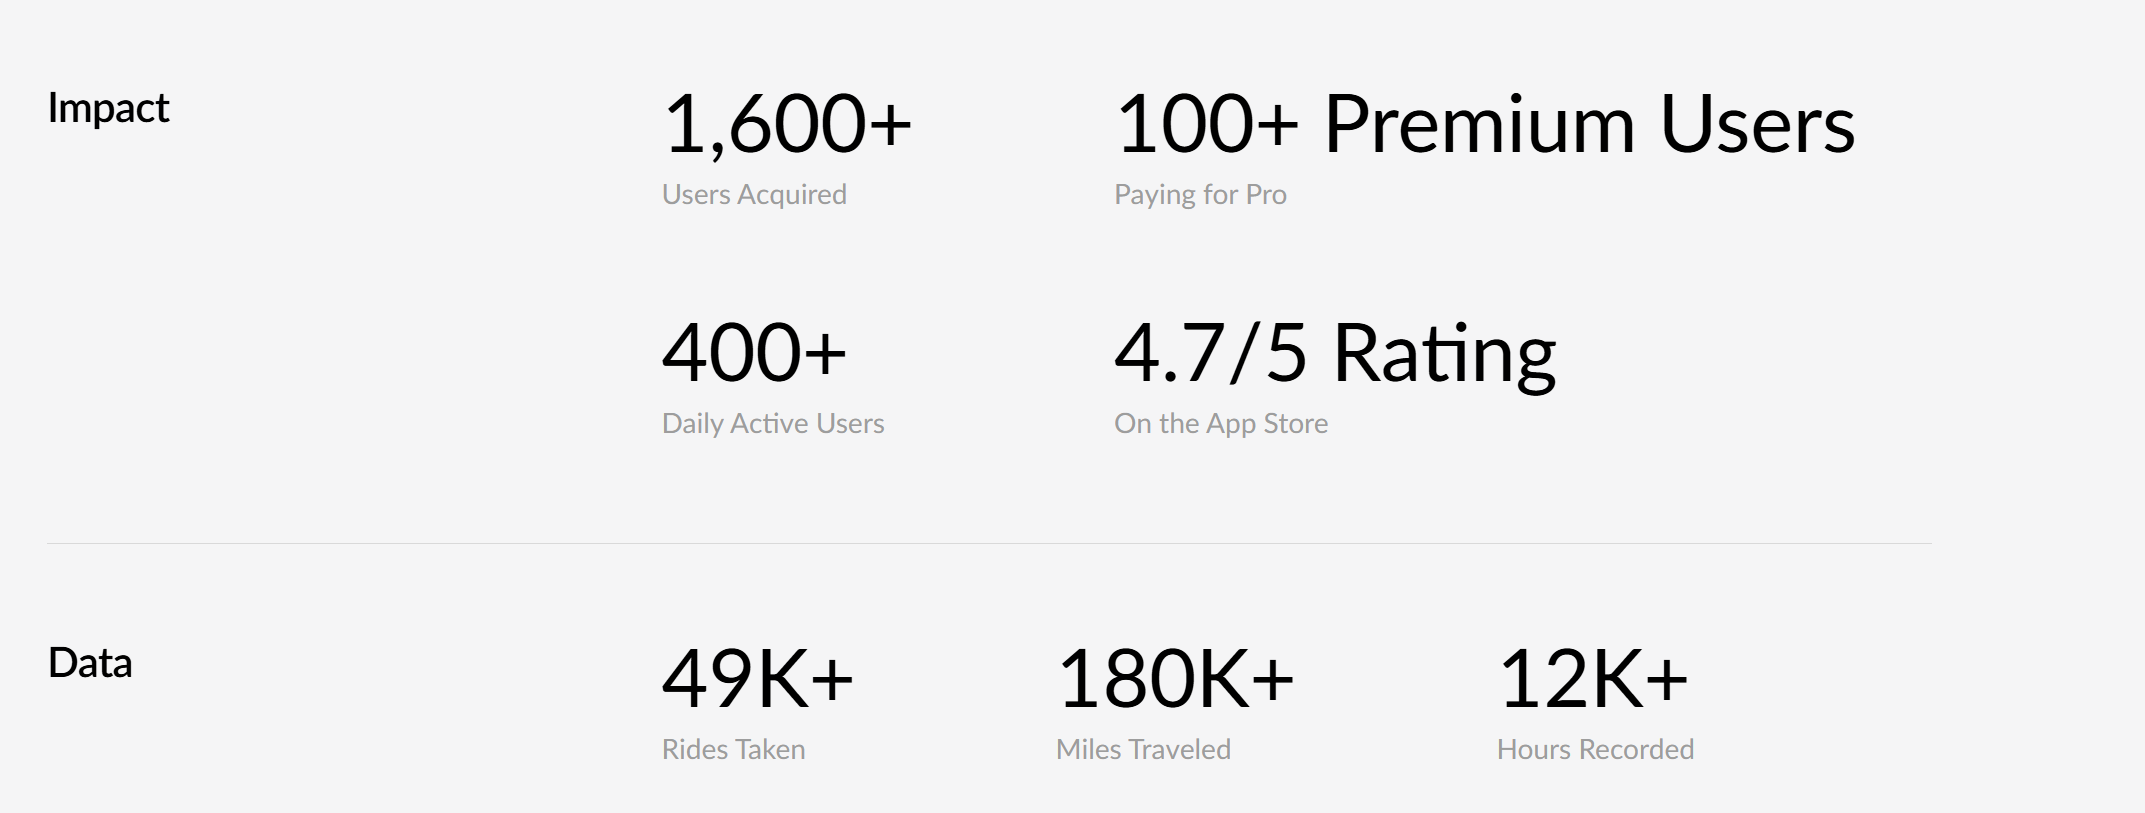 Impact
1,600+
Users Acquired
100+ Premium Users
Paying for Pro
400+
Daily Active Users
4.7/5 Rating
On the App Store
Data
49K+
Rides Taken
180K+
Miles Traveled
12K+
Hours Recorded